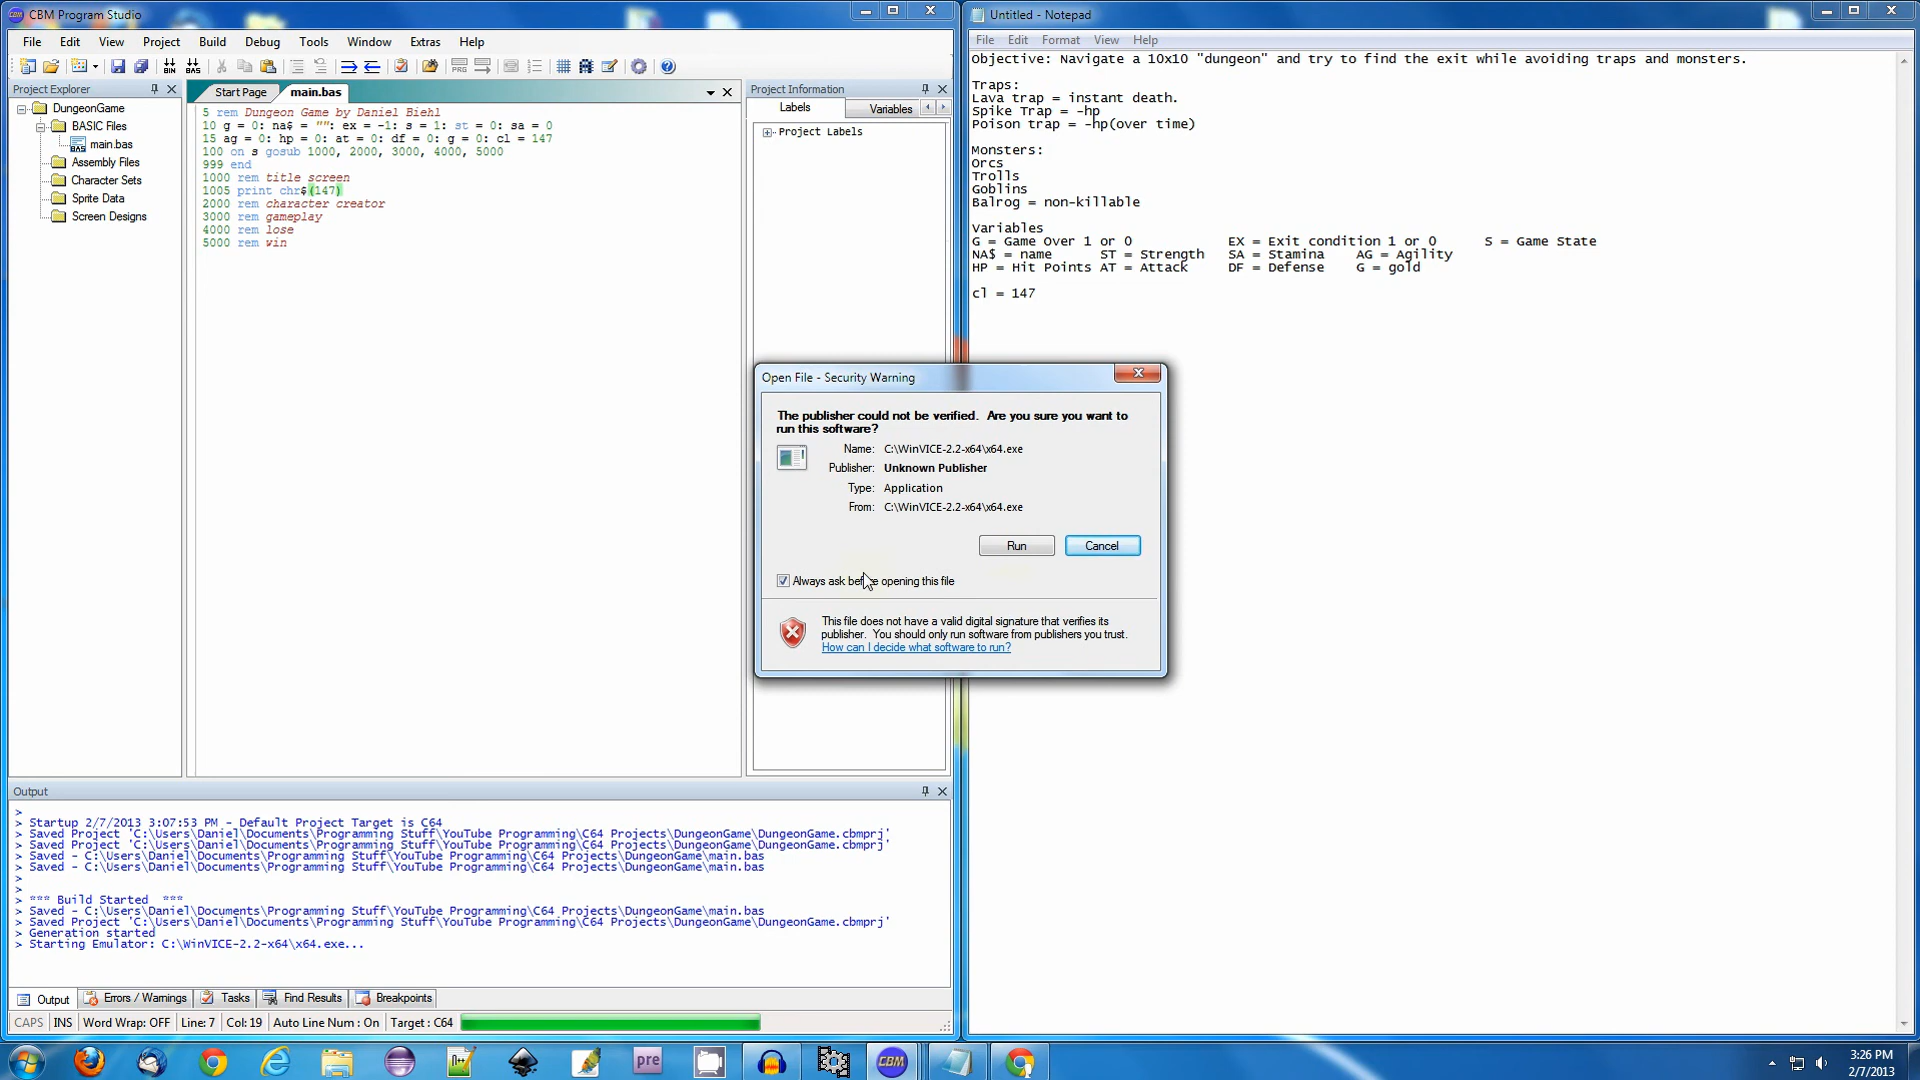 CBM Program Studio
File Edit View Project Build Debug Tools Window Extras Help
Project Explorer
DungeonGame
BASIC Files
main.bas
Assembly Files
Character Sets
Sprite Data
Screen Designs
Start Page main.bas
5 rem Dungeon Game by Daniel Biehl
10 g = 0: na$ = "": ex = -1: s = 1: st = 0: sa = 0
15 ag = 0: hp = 0: at = 0: df = 0: g = 0: cl = 147
100 on s gosub 1000, 2000, 3000, 4000, 5000
999 end
1000 rem title screen
1005 print chr$(147)
2000 rem character creator
3000 rem gameplay
4000 rem lose
5000 rem win
Project Information
Labels Variables
Project Labels
Untitled - Notepad
File Edit Format View Help
Objective: Navigate a 10x10 "dungeon" and try to find the exit while avoiding traps and monsters.
Traps:
Lava trap = instant death.
Spike Trap = -hp
Poison trap = -hp(over time)
Monsters:
Orcs
Trolls
Goblins
Balrog = non-killable
Variables
G = Game Over 1 or 0 EX = Exit condition 1 or 0 S = Game State
NA$ = name ST = Strength SA = Stamina AG = Agility
HP = Hit Points AT = Attack DF = Defense G = gold
cl = 147
Open File - Security Warning
The publisher could not be verified. Are you sure you want to
run this software?
Name: C:\WinVICE-2.2-x64\x64.exe
Publisher: Unknown Publisher
Type: Application
From: C:\WinVICE-2.2-x64\x64.exe
Run Cancel
Always ask before opening this file
This file does not have a valid digital signature that verifies its
publisher. You should only run software from publishers you trust.
How can I decide what software to run?
Output
>
> Startup 2/7/2013 3:07:53 PM - Default Project Target is C64
> Saved Project 'C:\Users\Daniel\Documents\Programming Stuff\YouTube Programming\C64 Projects\DungeonGame\DungeonGame.cbmprj'
> Saved Project 'C:\Users\Daniel\Documents\Programming Stuff\YouTube Programming\C64 Projects\DungeonGame\DungeonGame.cbmprj'
> Saved - C:\Users\Daniel\Documents\Programming Stuff\YouTube Programming\C64 Projects\DungeonGame\main.bas
> Saved - C:\Users\Daniel\Documents\Programming Stuff\YouTube Programming\C64 Projects\DungeonGame\main.bas
>
>
> *** Build Started ***
> Saved - C:\Users\Daniel\Documents\Programming Stuff\YouTube Programming\C64 Projects\DungeonGame\main.bas
> Saved Project 'C:\Users\Daniel\Documents\Programming Stuff\YouTube Programming\C64 Projects\DungeonGame\DungeonGame.cbmprj'
> Generation started
> Starting Emulator: C:\WinVICE-2.2-x64\x64.exe...
Output Errors / Warnings Tasks Find Results Breakpoints
CAPS INS Word Wrap: OFF Line: 7 Col: 19 Auto Line Num : On Target : C64
pre
CBM
3:26 PM
2/7/2013